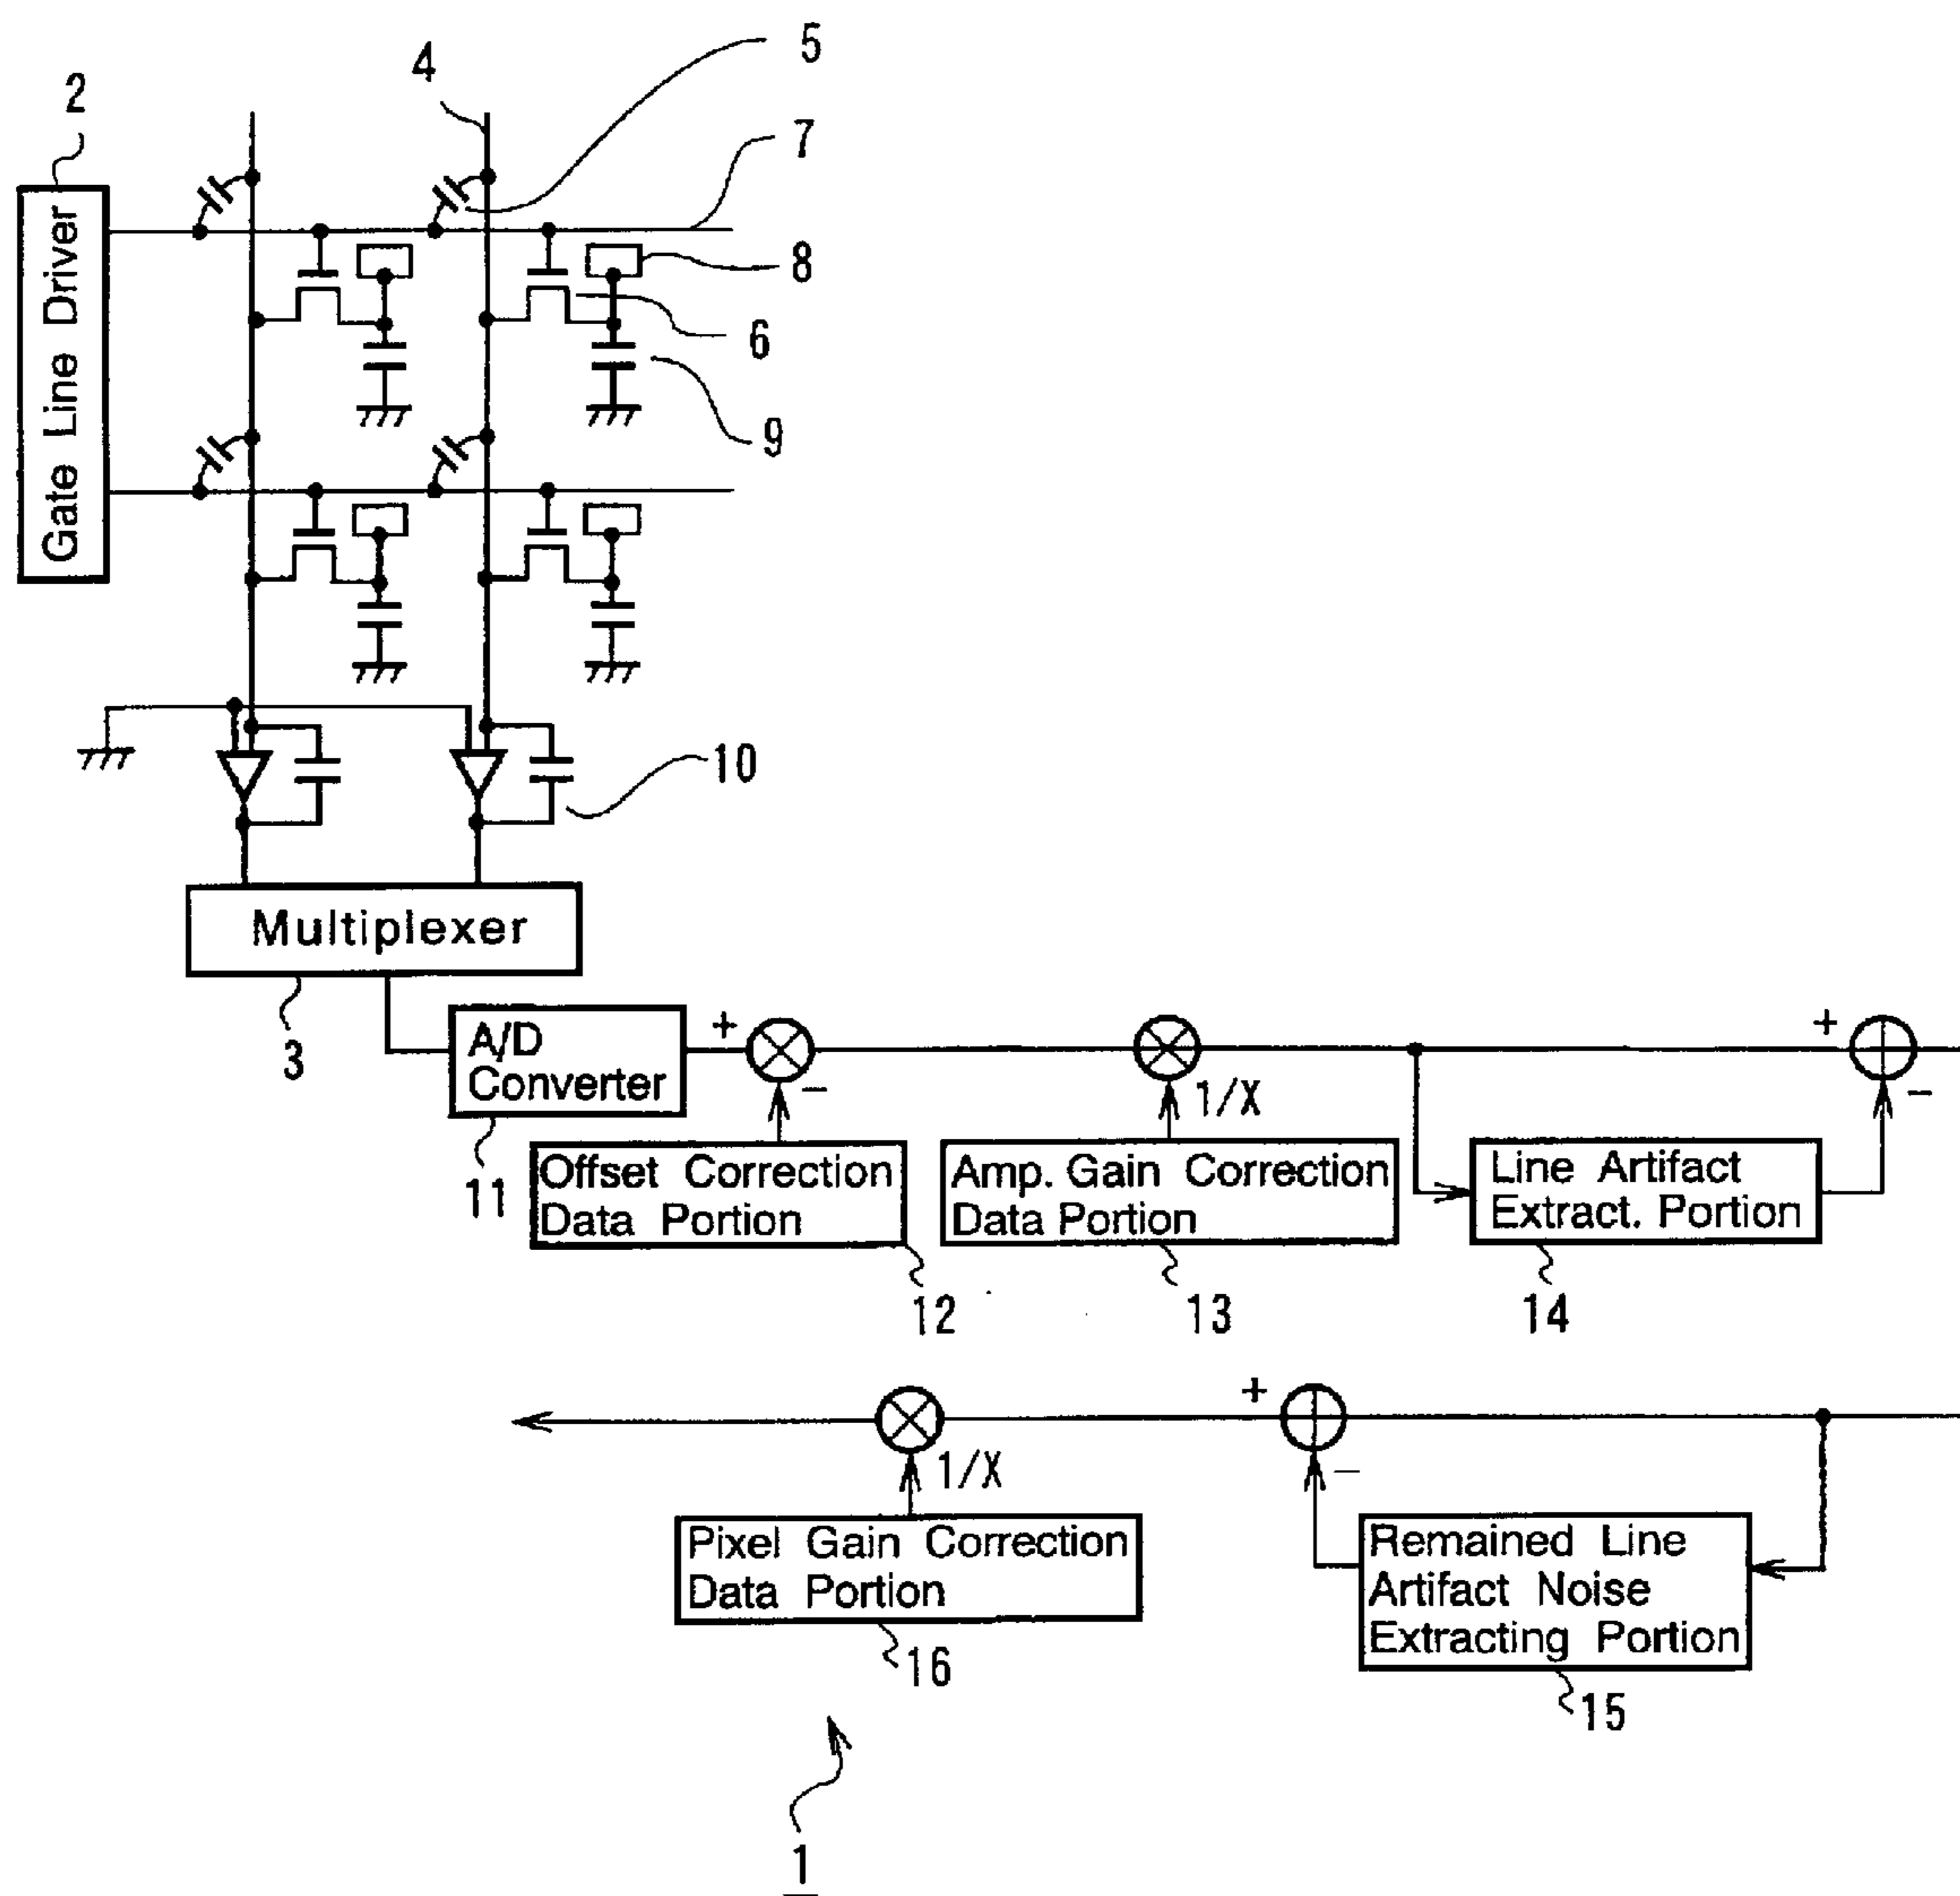 4
5
2
7
Gate Line Driver
8
6
9
10
Multiplexer
3
A/D
Converter
+
−
1/X
+
−
11
Offset Correction
Data Portion
Amp. Gain Correction
Data Portion
Line Artifact
Extract. Portion
12
13
14
+
−
1/X
Pixel Gain Correction
Data Portion
Remained Line
Artifact Noise
Extracting Portion
16
15
1